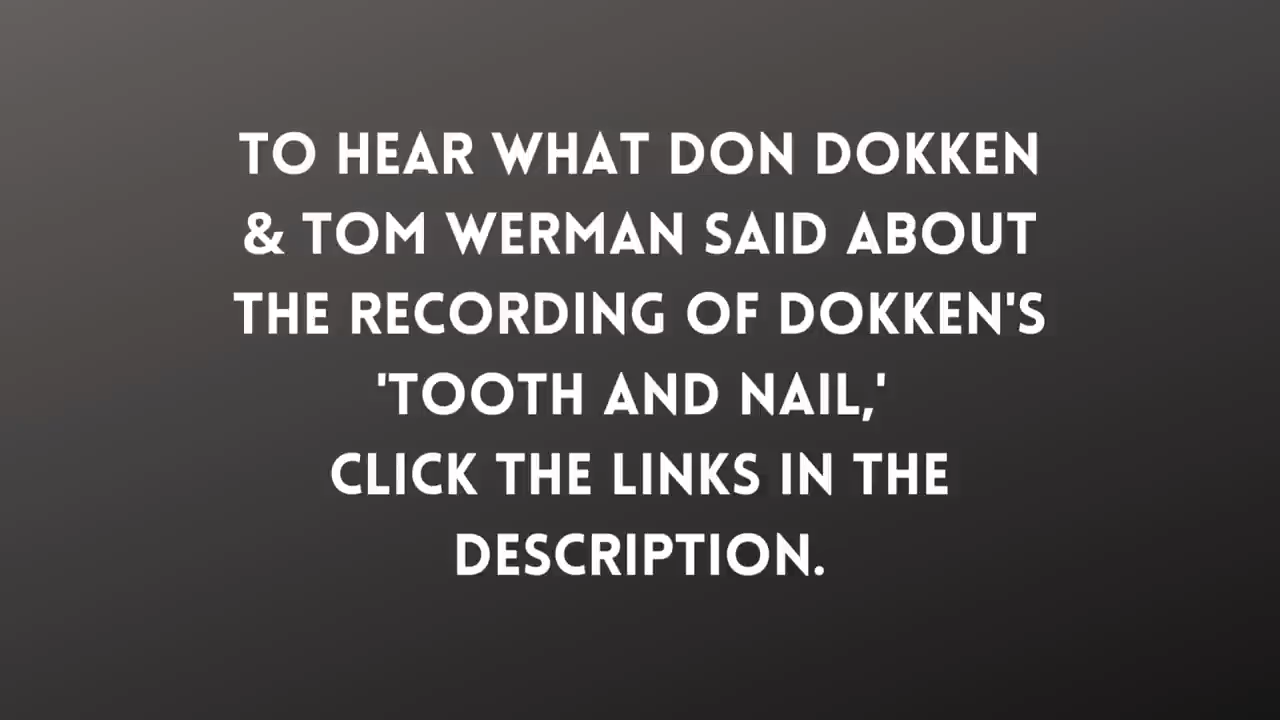 TO HEAR WHAT DON DOKKEN
& TOM WERMAN SAID ABOUT
THE RECORDING OF DOKKEN'S
'TOOTH AND NAIL,'
CLICK THE LINKS IN THE
DESCRIPTION.